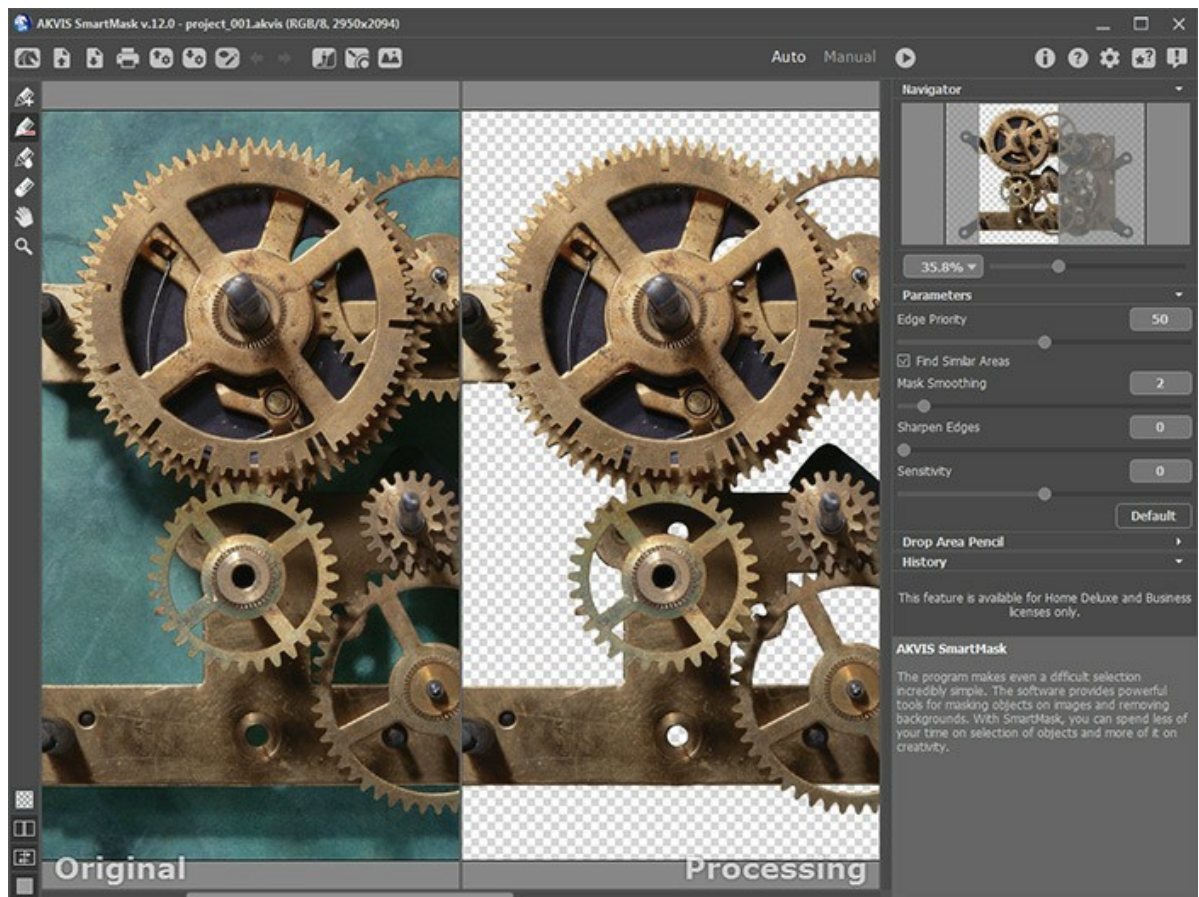 AKVIS SmartMask v.12.0 - project_001.akvis (RGB/8, 2950x2094)
Auto Manual
Navigator
35.8%
Parameters
Edge Priority 50
Find Similar Areas
Mask Smoothing 2
Sharpen Edges 0
Sensitivity 0
Default
Drop Area Pencil
History
This feature is available for Home Deluxe and Business
licenses only.
AKVIS SmartMask
The program makes even a difficult selection
incredibly simple. The software provides powerful
tools for masking objects on images and removing
backgrounds. With SmartMask, you can spend less of
your time on selection of objects and more of it on
creativity.
Original Processing